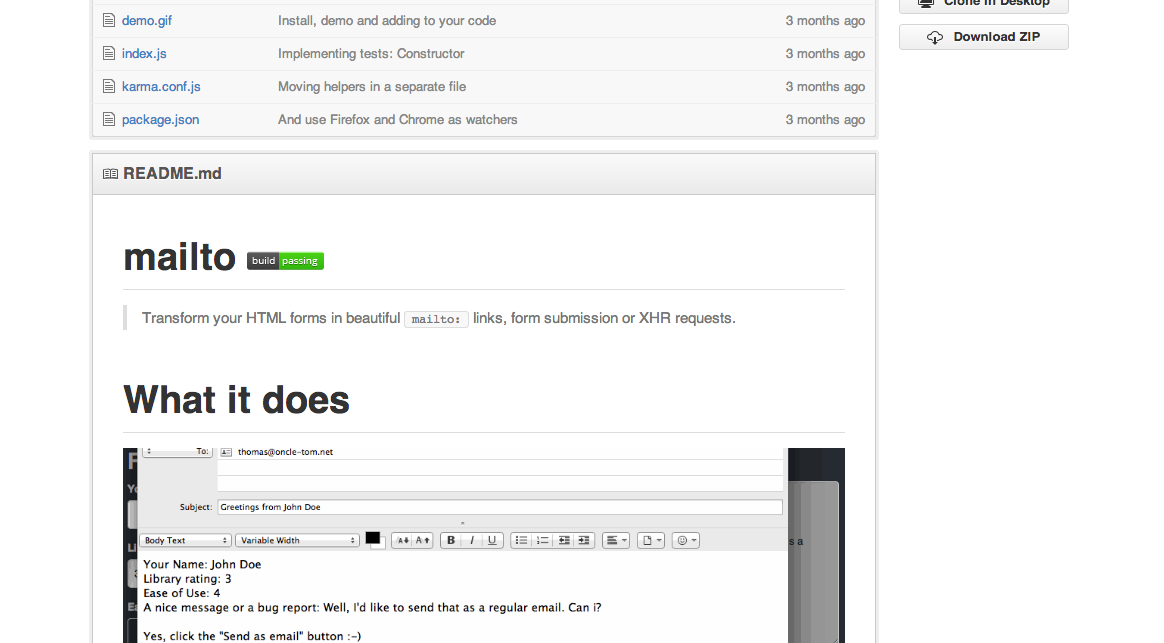 Clone in Desktop
demo.gif Install, demo and adding to your code 3 months ago
Download ZIP
index.js Implementing tests: Constructor 3 months ago
karma.conf.js Moving helpers in a separate file 3 months ago
package.json And use Firefox and Chrome as watchers 3 months ago
README.md
mailto build passing
Transform your HTML forms in beautiful mailto: links, form submission or XHR requests.
What it does
To: thomas@oncle-tom.net
Subject: Greetings from John Doe
Body Text Variable Width A A B I U
s a
Your Name: John Doe
Library rating: 3
Ease of Use: 4
A nice message or a bug report: Well, I'd like to send that as a regular email. Can i?
Yes, click the "Send as email" button :-)